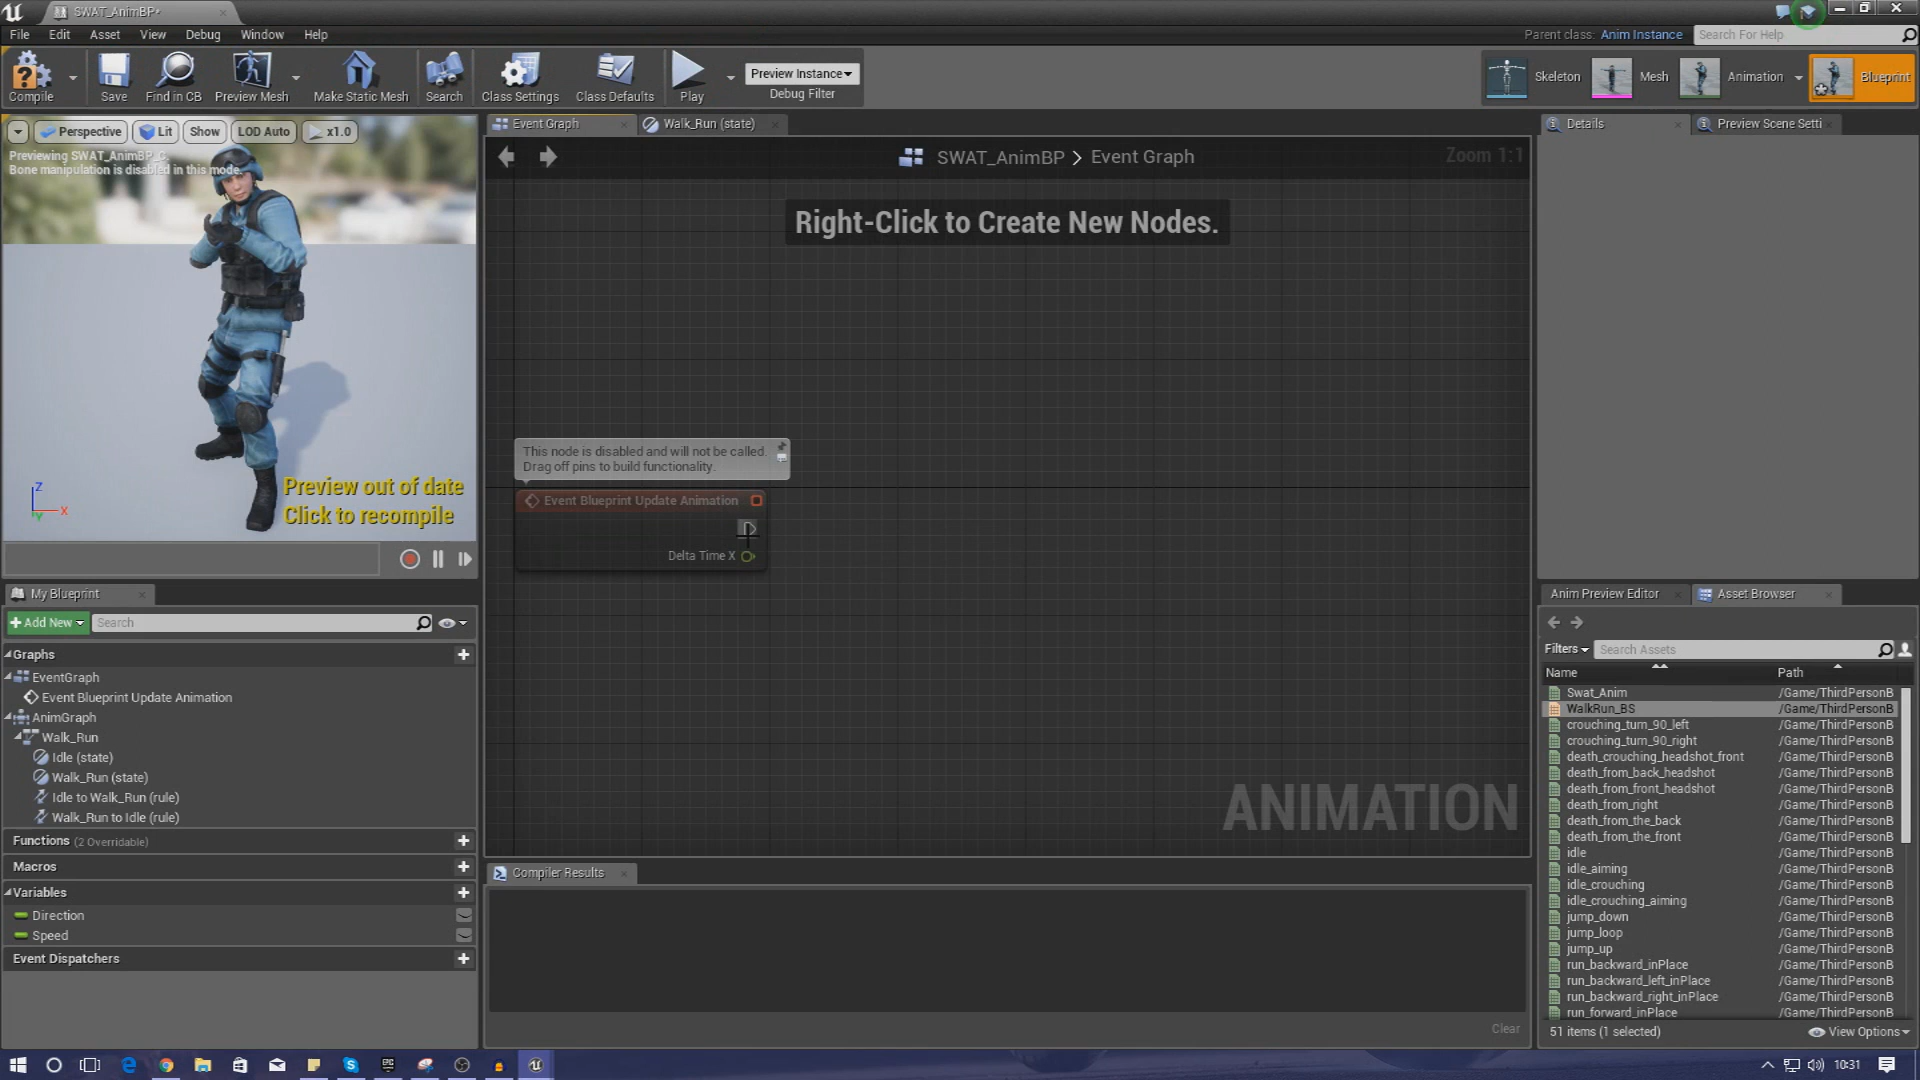 SWAT_AnimBP*
File Edit Asset View Debug Window Help
Parent class: Anim Instance
Search For Help
Compile
Save
Find in CB
Preview Mesh
Make Static Mesh
Search
Class Settings
Class Defaults
Play
Preview Instance
Debug Filter
Skeleton
Mesh
Animation
Blueprint
Perspective
Lit
Show
LOD Auto
x1.0
Previewing SWAT_AnimBP_C.
Bone manipulation is disabled in this mode.
Z
X
Y
Preview out of date
Click to recompile
Event Graph
Walk_Run (state)
SWAT_AnimBP > Event Graph
Zoom 1:1
Right-Click to Create New Nodes.
This node is disabled and will not be called.
Drag off pins to build functionality.
Event Blueprint Update Animation
Delta Time X
ANIMATION
Compiler Results
Clear
My Blueprint
Add New
Search
Graphs
EventGraph
Event Blueprint Update Animation
AnimGraph
Walk_Run
Idle (state)
Walk_Run (state)
Idle to Walk_Run (rule)
Walk_Run to Idle (rule)
Functions (2 Overridable)
Macros
Variables
Direction
Speed
Event Dispatchers
Details
Preview Scene Setti
Anim Preview Editor
Asset Browser
Filters
Search Assets
Name Path
Swat_Anim /Game/ThirdPersonB
WalkRun_BS /Game/ThirdPersonB
crouching_turn_90_left /Game/ThirdPersonB
crouching_turn_90_right /Game/ThirdPersonB
death_crouching_headshot_front /Game/ThirdPersonB
death_from_back_headshot /Game/ThirdPersonB
death_from_front_headshot /Game/ThirdPersonB
death_from_right /Game/ThirdPersonB
death_from_the_back /Game/ThirdPersonB
death_from_the_front /Game/ThirdPersonB
idle /Game/ThirdPersonB
idle_aiming /Game/ThirdPersonB
idle_crouching /Game/ThirdPersonB
idle_crouching_aiming /Game/ThirdPersonB
jump_down /Game/ThirdPersonB
jump_loop /Game/ThirdPersonB
jump_up /Game/ThirdPersonB
run_backward_inPlace /Game/ThirdPersonB
run_backward_left_inPlace /Game/ThirdPersonB
run_backward_right_inPlace /Game/ThirdPersonB
run_forward_inPlace /Game/ThirdPersonB
51 items (1 selected)
View Options
10:31